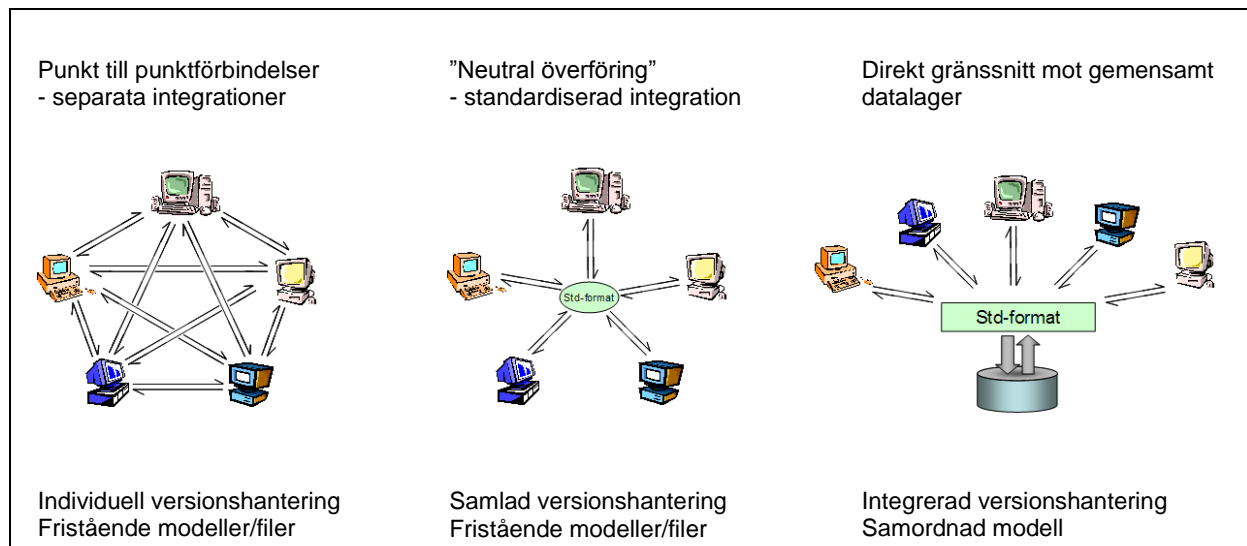 Punkt till punktförbindelser
- separata integrationer
”Neutral överföring”
- standardiserad integration
Direkt gränssnitt mot gemensamt
datalager
Std-format
Std-format
Individuell versionshantering
Fristående modeller/filer
Samlad versionshantering
Fristående modeller/filer
Integrerad versionshantering
Samordnad modell